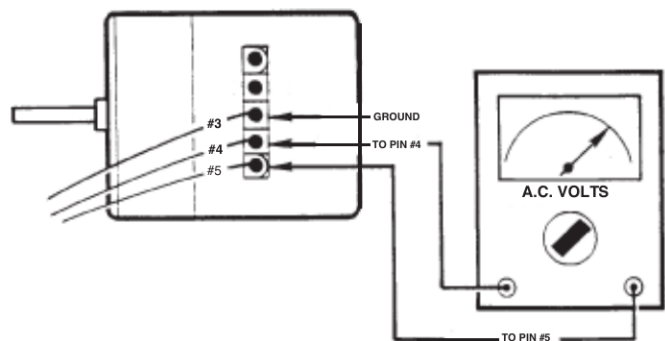 #3
GROUND
#4
TO PIN #4
#5
A.C. VOLTS
TO PIN #5